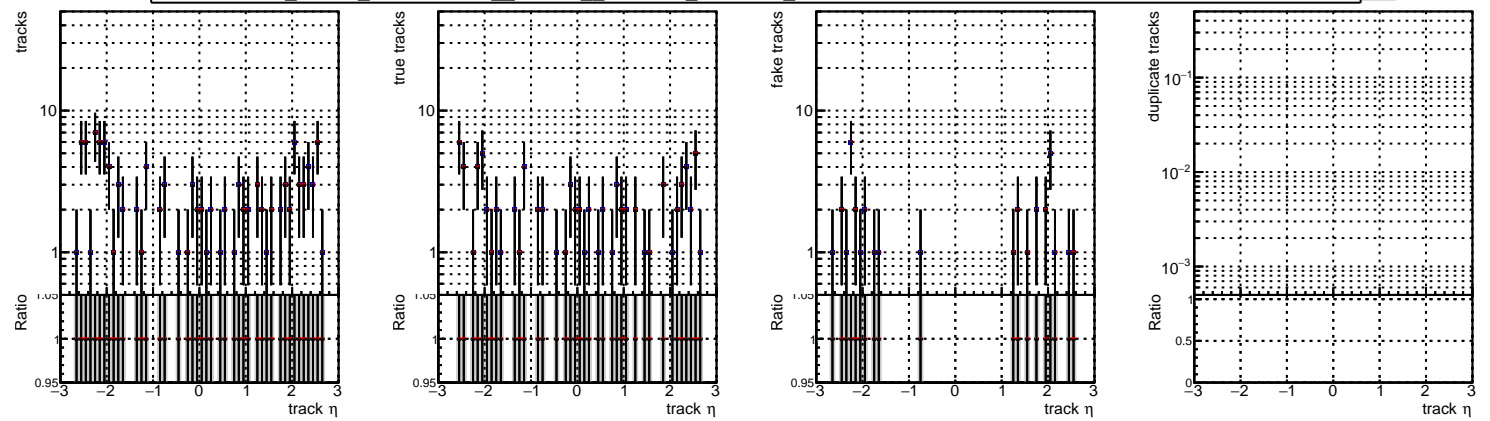 tracks
10
1
Ratio
1.05
1
0.95
−3 −2 −1 0 1 2 3
track η
true tracks
10
1
Ratio
1.05
1
0.95
−3 −2 −1 0 1 2 3
track η
fake tracks
10
1
Ratio
1.05
1
0.95
−3 −2 −1 0 1 2 3
track η
duplicate tracks
10−1
10−2
10−3
Ratio
1
0.5
0
−3 −2 −1 0 1 2 3
track η